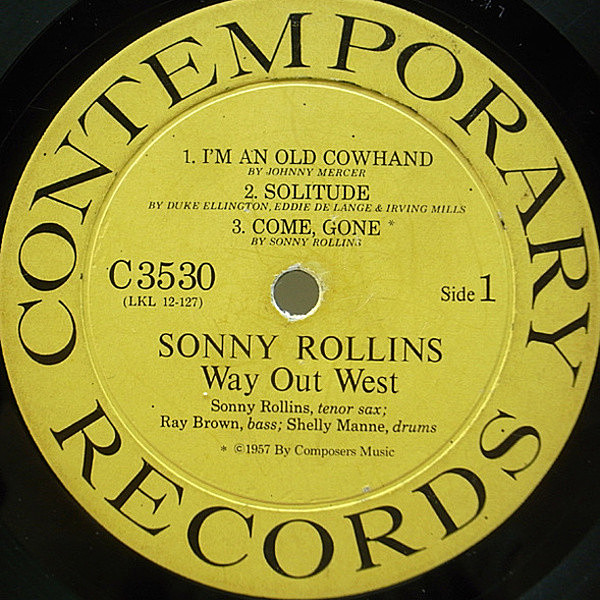 CONTEMPORARY
RECORDS
1. I'M AN OLD COWHAND
BY JOHNNY MERCER
2. SOLITUDE
BY DUKE ELLINGTON, EDDIE DE LANGE & IRVING MILLS
3. COME, GONE *
BY SONNY ROLLINS
C3530
(LKL 12-127)
Side 1
SONNY ROLLINS
Way Out West
Sonny Rollins, tenor sax;
Ray Brown, bass; Shelly Manne, drums
* ©1957 By Composers Music